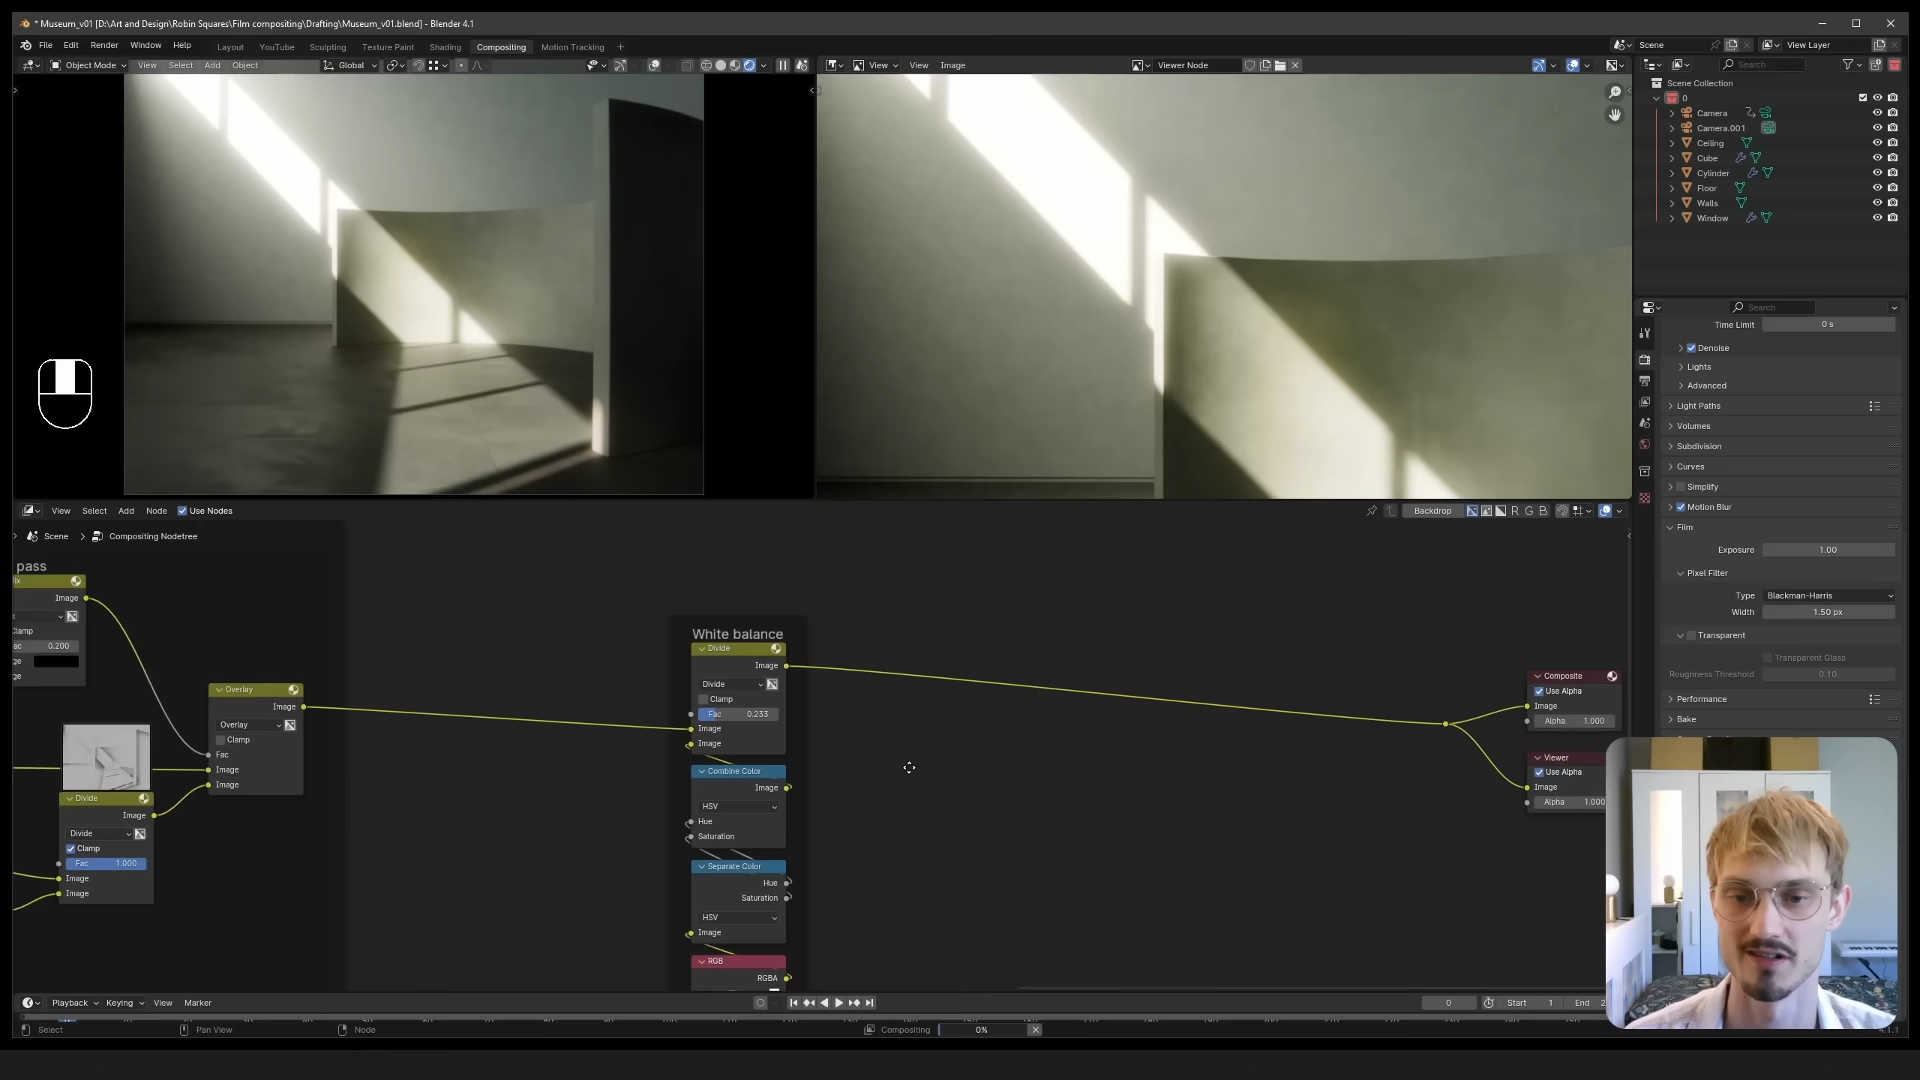 * Museum_v01 [D:\Art and Design\Robin Squares\Film compositing\Drafting\Museum_v01.blend] - Blender 4.1
File Edit Render Window Help Layout YouTube Sculpting Texture Paint Shading Compositing Motion Tracking +
Scene View Layer
Object Mode View Select Add Object Global
View View Image Viewer Node
Search
Scene Collection
0
Camera
Camera.001
Ceiling
Cube
Cylinder
Floor
Walls
Window
Search
Time Limit 0 s
Denoise
Lights
Advanced
Light Paths
Volumes
Subdivision
Curves
Simplify
Motion Blur
Film
Exposure 1.00
Pixel Filter
Type Blackman-Harris
Width 1.50 px
Transparent
Transparent Glass
Roughness Threshold 0.10
Performance
Bake
View Select Add Node Use Nodes
Backdrop R G B
Scene > Compositing Nodetree
pass
Image
0.200
Overlay
Image
Overlay
Clamp
Fac
Image
Image
Divide
Image
Divide
Clamp
Fac 1.000
Image
Image
White balance
Divide
Image
Divide
Clamp
Fac 0.233
Image
Image
Combine Color
Image
HSV
Hue
Saturation
Separate Color
Hue
Saturation
HSV
Image
RGB
RGBA
Composite
Use Alpha
Image
Alpha 1.000
Viewer
Use Alpha
Image
Alpha 1.000
Playback Keying View Marker
0 Start 1 End 2
Select Pan View Node Compositing 0%
4.1.1